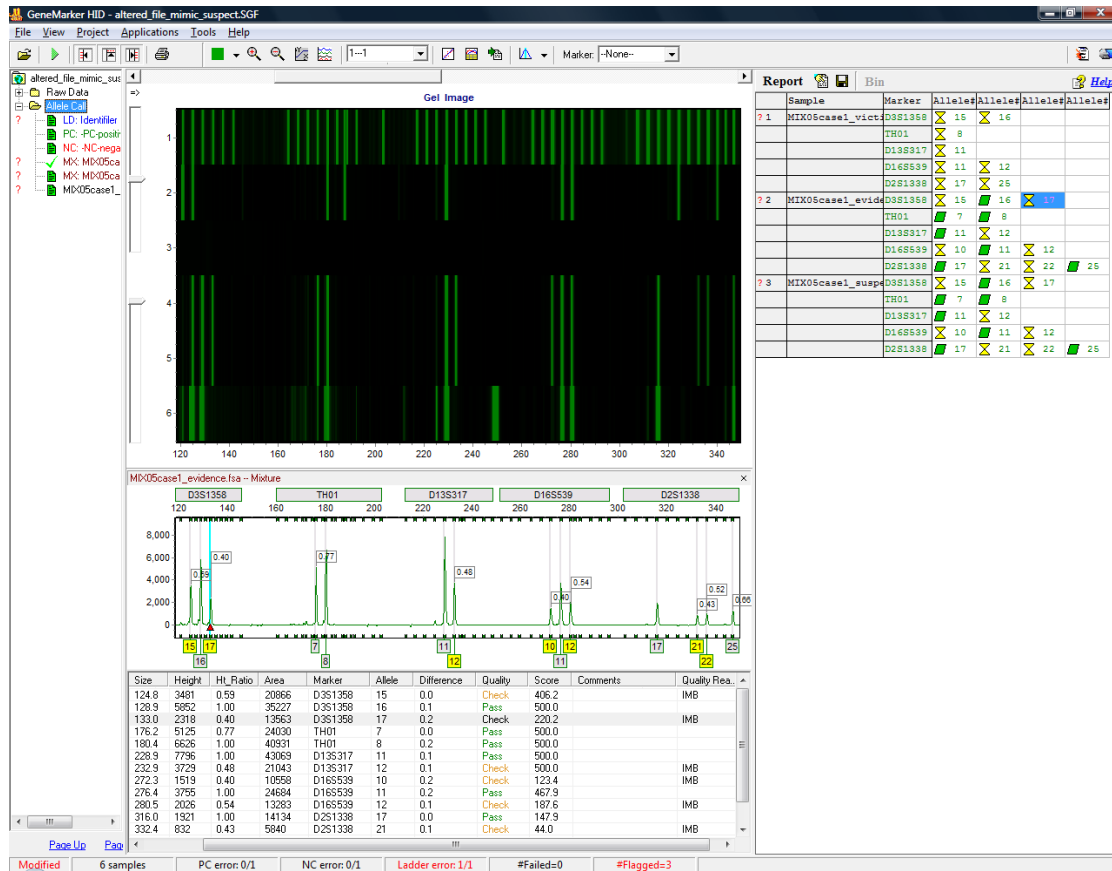 GeneMarker HID - altered_file_mimic_suspect.SGF
File View Project Applications Tools Help
1---1 Marker: --None--
altered_file_mimic_sus
Raw Data
Allele Call
? LD: Identifiler
PC: -PC-positiv
NC: -NC-nega
? MX: MIX05ca
? MX: MIX05ca
? MIX05case1_
Page Up Pag
=>
Gel Image
1
2
3
4
5
6
120 140 160 180 200 220 240 260 280 300 320 340
MIX05case1_evidence.fsa -- Mixture
D3S1358 TH01 D13S317 D16S539 D2S1338
120 140 160 180 200 220 240 260 280 300 320 340
8,000
6,000
4,000
2,000
0
0.59 0.40 0.77 0.48 0.40 0.54 0.43 0.52 0.66
15 17 7 11 10 12 17 21 25
16 8 12 11 22
Size Height Ht_Ratio Area Marker Allele Difference Quality Score Comments Quality Rea..
124.8 3481 0.59 20866 D3S1358 15 0.0 Check 406.2 IMB
128.9 5852 1.00 35227 D3S1358 16 0.1 Pass 500.0
133.0 2318 0.40 13563 D3S1358 17 0.2 Check 220.2 IMB
176.2 5125 0.77 24030 TH01 7 0.0 Pass 500.0
180.4 6626 1.00 40931 TH01 8 0.2 Pass 500.0
228.9 7796 1.00 43069 D13S317 11 0.1 Pass 500.0
232.9 3729 0.48 21043 D13S317 12 0.1 Check 500.0 IMB
272.3 1519 0.40 10558 D16S539 10 0.2 Check 123.4 IMB
276.4 3755 1.00 24684 D16S539 11 0.2 Pass 467.9
280.5 2026 0.54 13283 D16S539 12 0.1 Check 187.6 IMB
316.0 1921 1.00 14134 D2S1338 17 0.0 Pass 147.9
332.4 832 0.43 5840 D2S1338 21 0.1 Check 44.0 IMB
Report Bin Help
Sample Marker Allele# Allele# Allele# Allele#
? 1 MIX05case1_victi D3S1358 15 16
TH01 8
D13S317 11
D16S539 11 12
D2S1338 17 25
? 2 MIX05case1_evide D3S1358 15 16 17
TH01 7 8
D13S317 11 12
D16S539 10 11 12
D2S1338 17 21 22 25
? 3 MIX05case1_suspe D3S1358 15 16 17
TH01 7 8
D13S317 11 12
D16S539 10 11 12
D2S1338 17 21 22 25
Modified 6 samples PC error: 0/1 NC error: 0/1 Ladder error: 1/1 #Failed=0 #Flagged=3